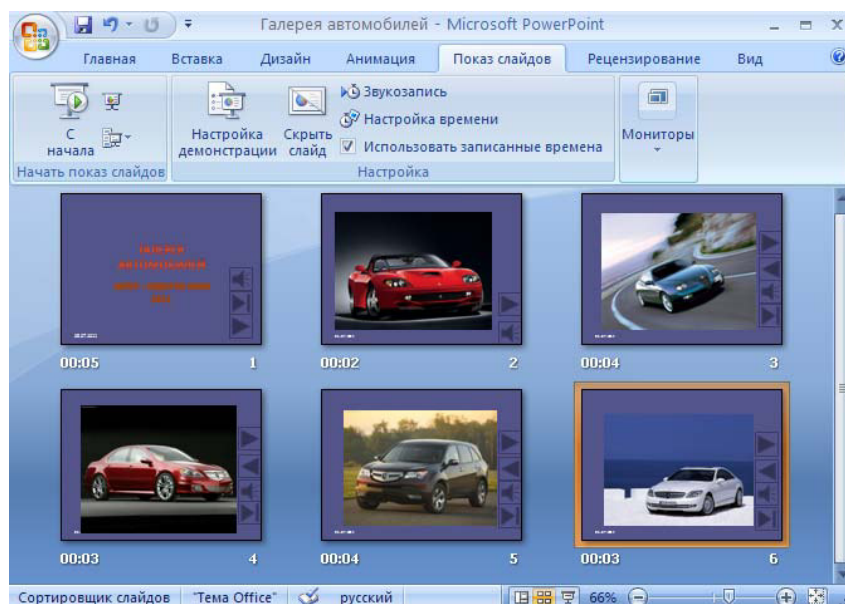 Галерея автомобилей - Microsoft PowerPoint
Главная Вставка Дизайн Анимация Показ слайдов Рецензирование Вид
С начала
Настройка демонстрации
Скрыть слайд
Звукозапись
Настройка времени
Использовать записанные времена
Мониторы
Начать показ слайдов
Настройка
ГАЛЕРЕЯ
АВТОМОБИЛЕЙ
00:05 1
00:02 2
00:04 3
00:03 4
00:04 5
00:03 6
Сортировщик слайдов "Тема Office" русский 66%